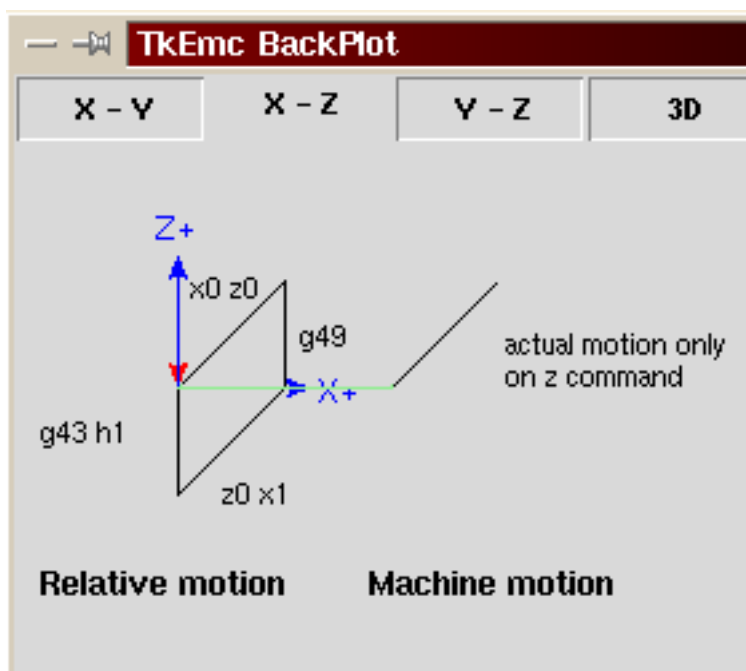 TkEmc BackPlot
X - Y
X - Z
Y - Z
3D
Z+
x0 z0
g49
actual motion only
on z command
X+
g43 h1
z0 x1
Relative motion
Machine motion